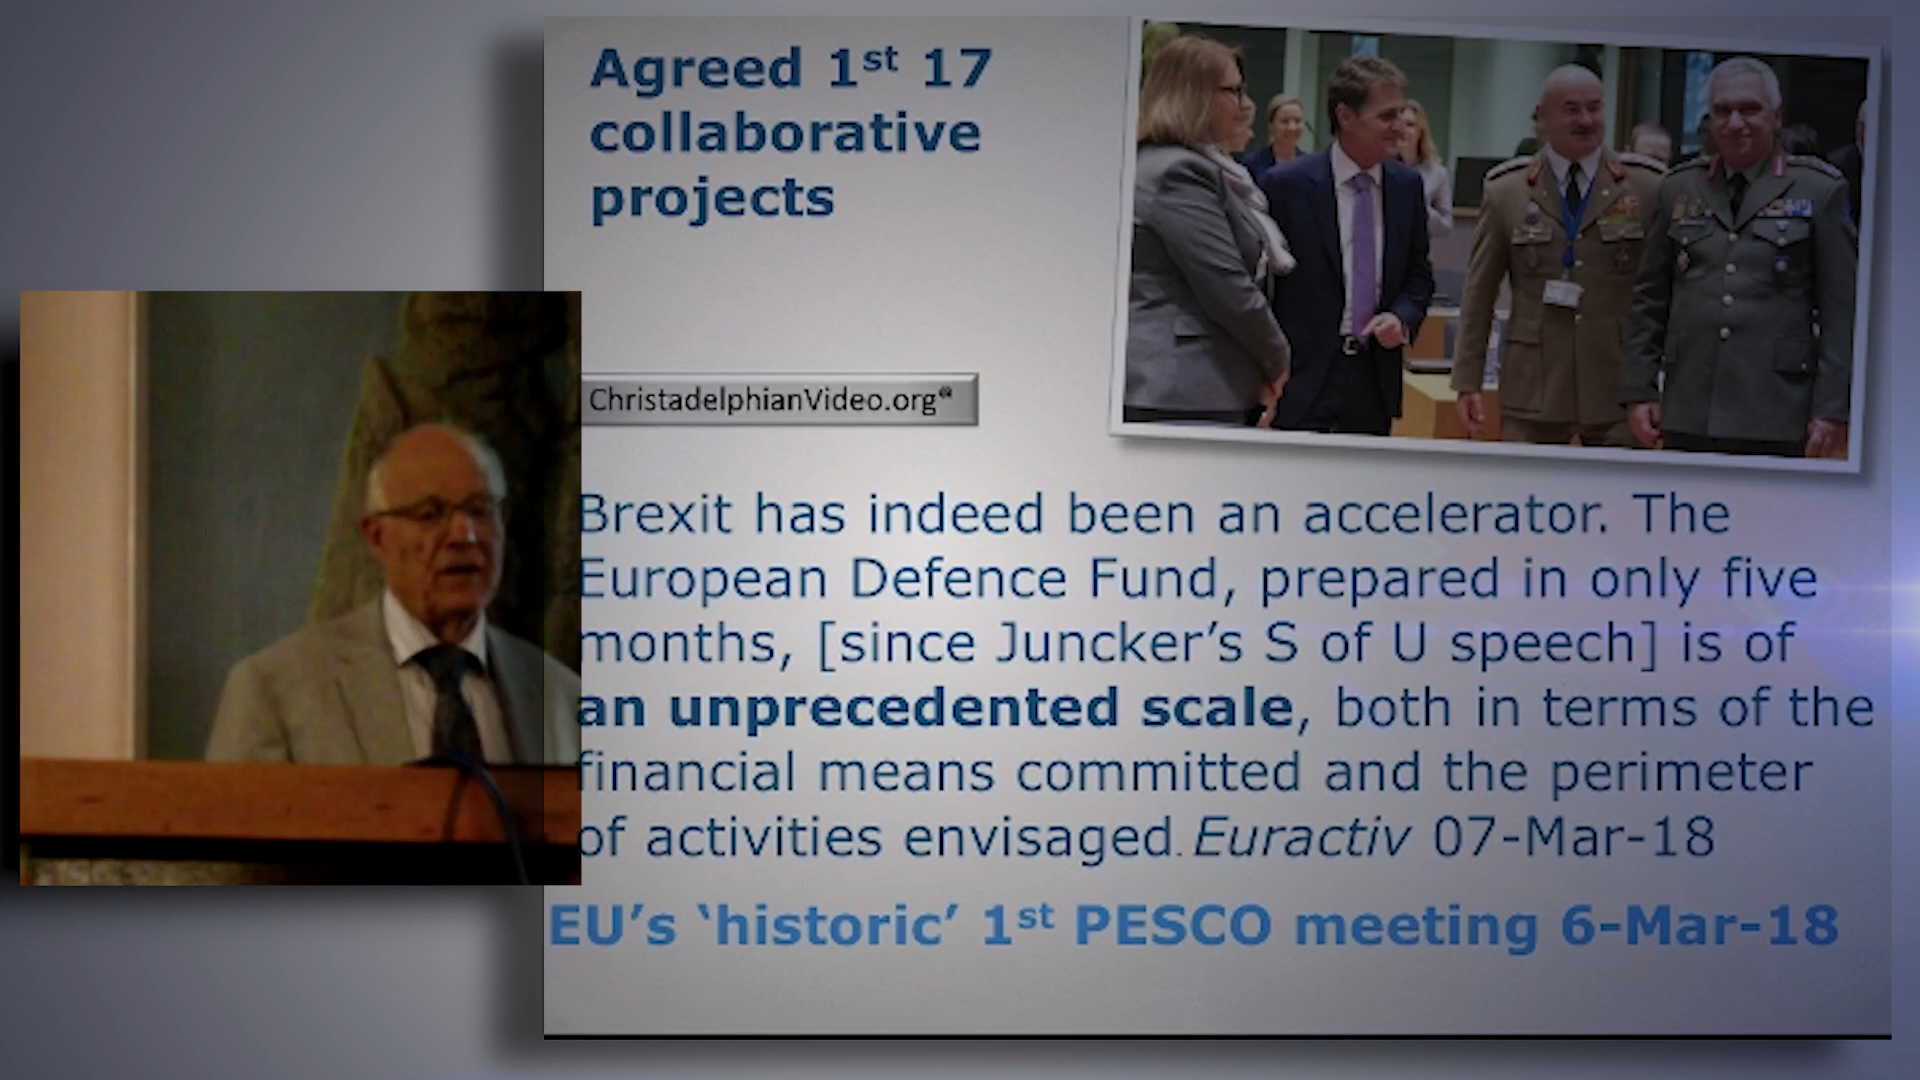 Agreed 1st 17
collaborative
projects
ChristadelphianVideo.org
Brexit has indeed been an accelerator. The
European Defence Fund, prepared in only five
months, [since Juncker’s S of U speech] is of
an unprecedented scale, both in terms of the
financial means committed and the perimeter
of activities envisaged. Euractiv 07-Mar-18
EU’s ‘historic’ 1st PESCO meeting 6-Mar-18